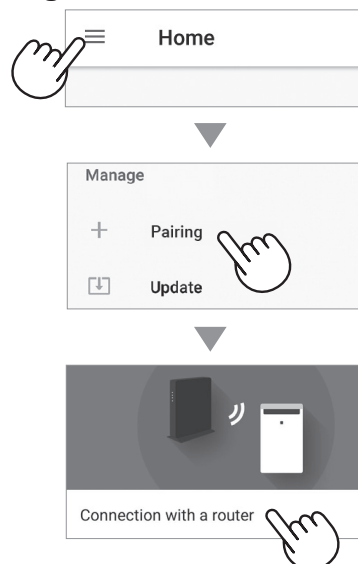 Home
Manage
Pairing
Update
Connection with a router